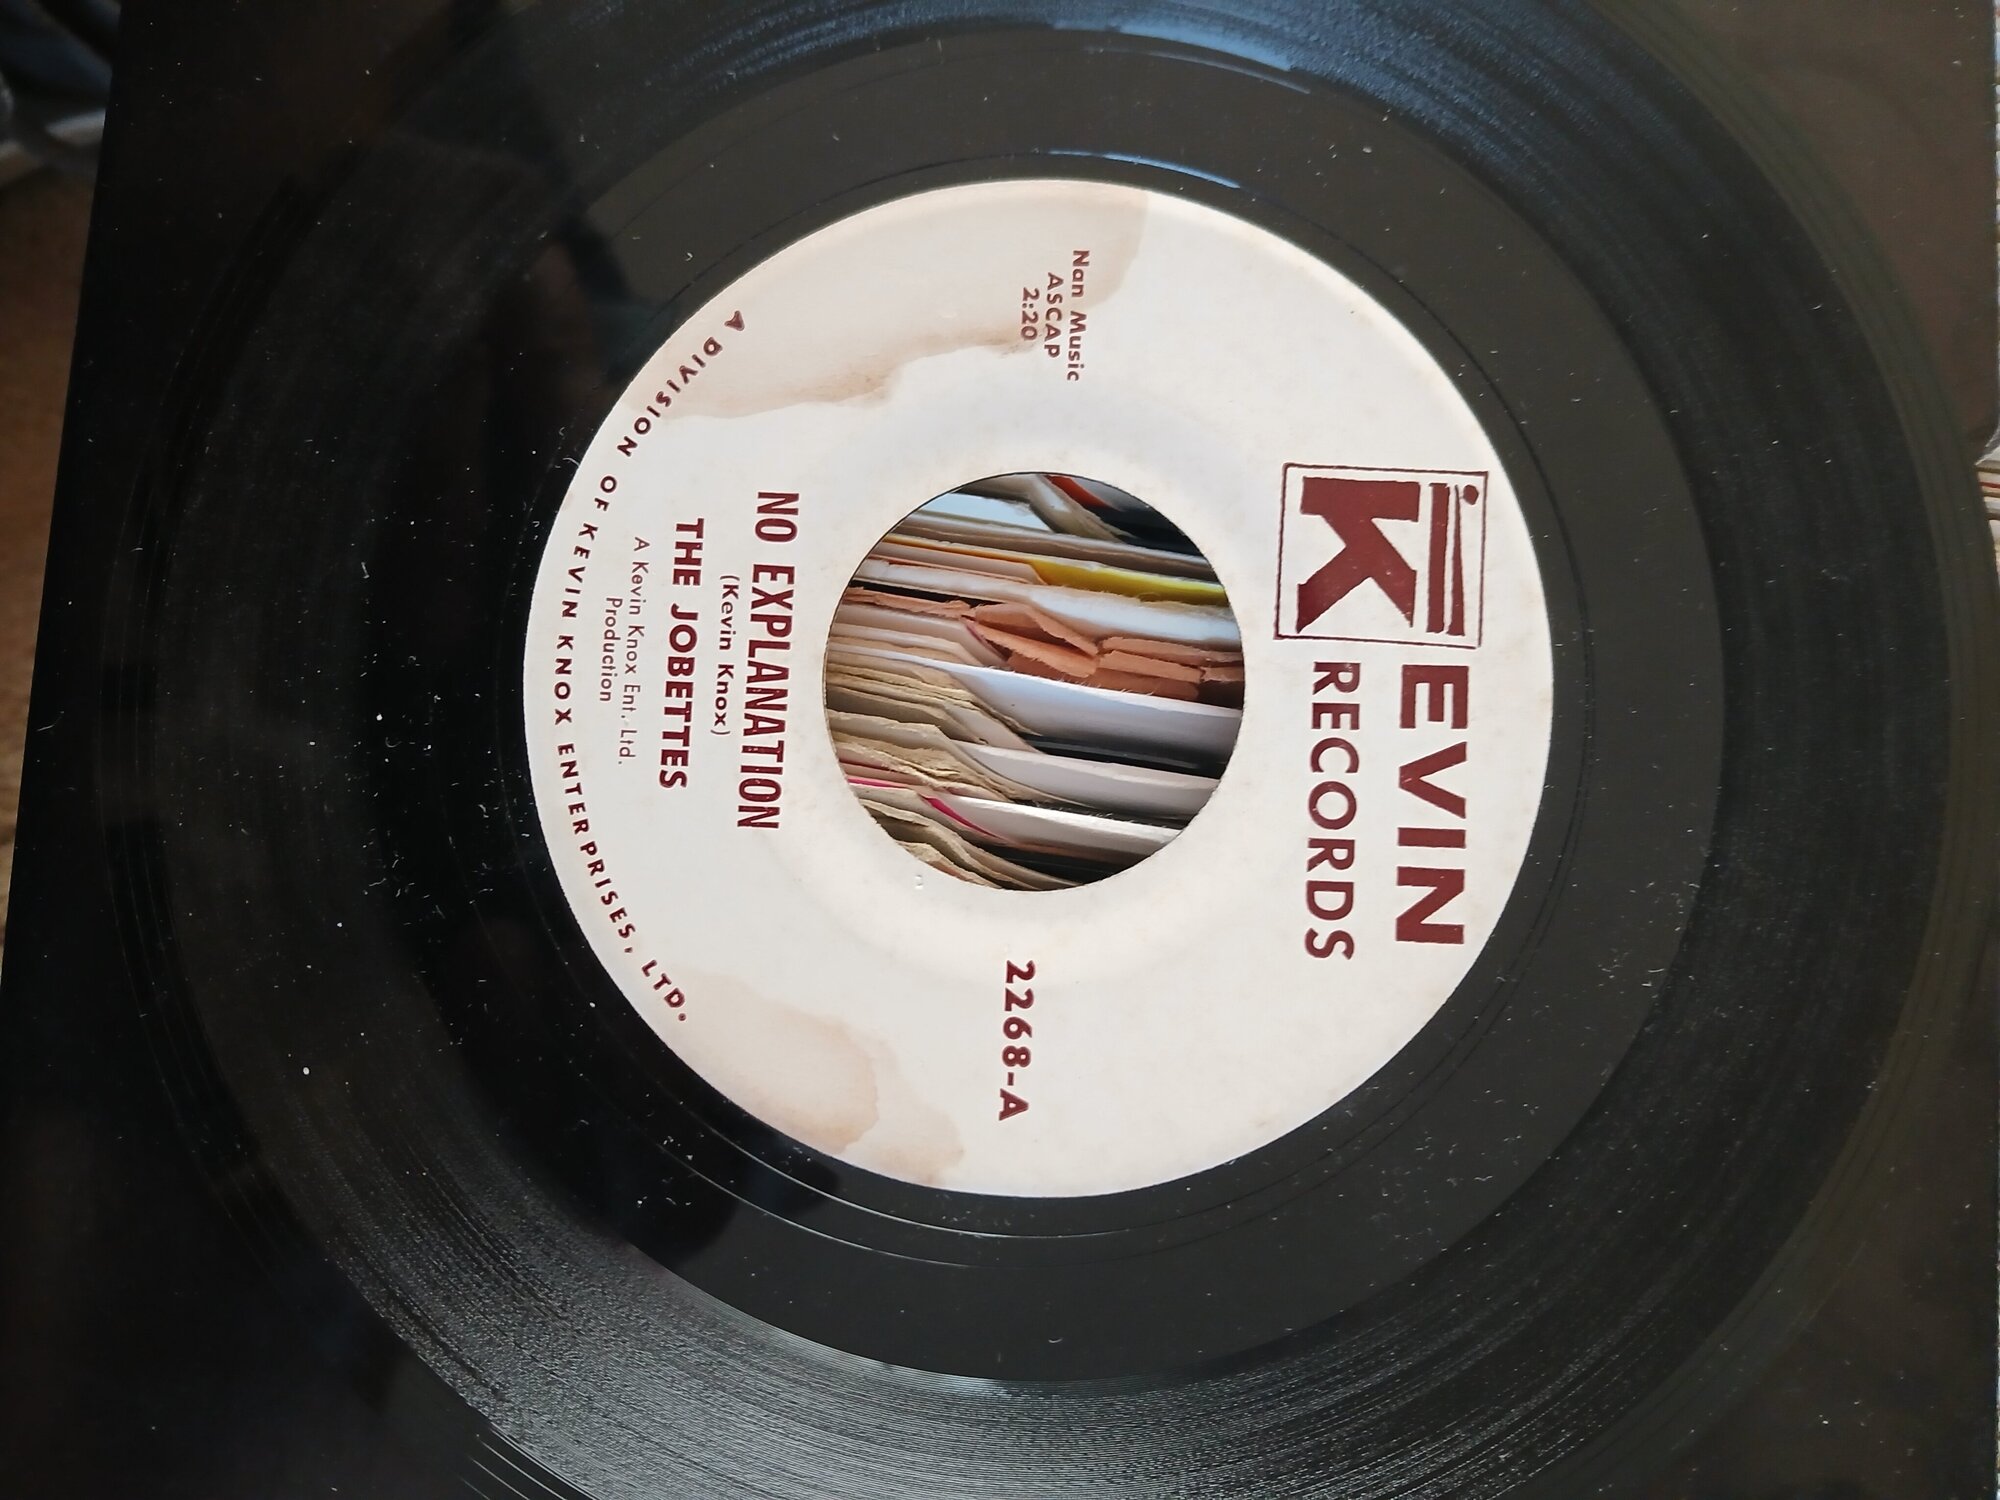 KEVIN
RECORDS
Nan Music
ASCAP
2:20
2268-A
NO EXPLANATION
(Kevin Knox)
THE JOBETTES
A Kevin Knox Ent. Ltd.
Production
A DIVISION OF KEVIN KNOX ENTERPRISES, LTD.